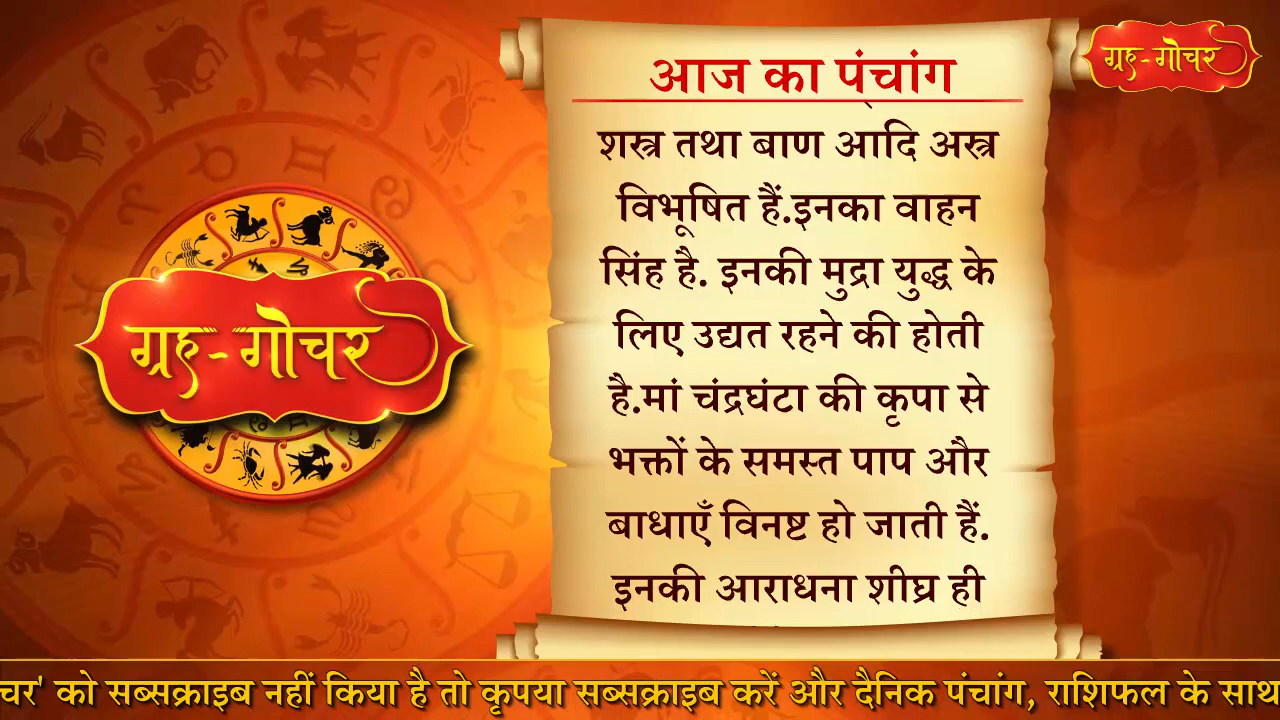 आज का पंचांग
ग्रह-गोचर
शस्त्र तथा बाण आदि अस्त्र
विभूषित हैं.इनका वाहन
सिंह है. इनकी मुद्रा युद्ध के
लिए उद्यत रहने की होती
है.मां चंद्रघंटा की कृपा से
भक्तों के समस्त पाप और
बाधाएँ विनष्ट हो जाती हैं.
इनकी आराधना शीघ्र ही
ग्रह-गोचर
चर' को सब्सक्राइब नहीं किया है तो कृपया सब्सक्राइब करें और दैनिक पंचांग, राशिफल के साथ